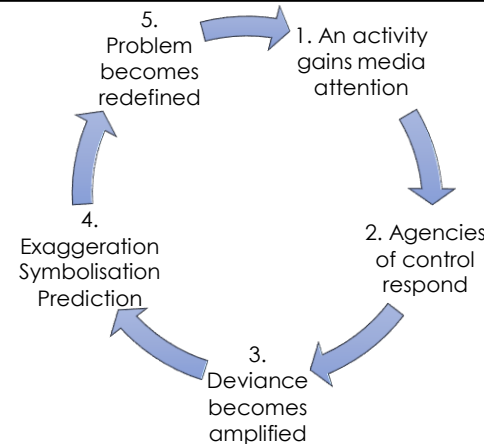 1. An activity
gains media
attention
2. Agencies
of control
respond
3.
Deviance
becomes
amplified
4.
Exaggeration
Symbolisation
Prediction
5.
Problem
becomes
redefined